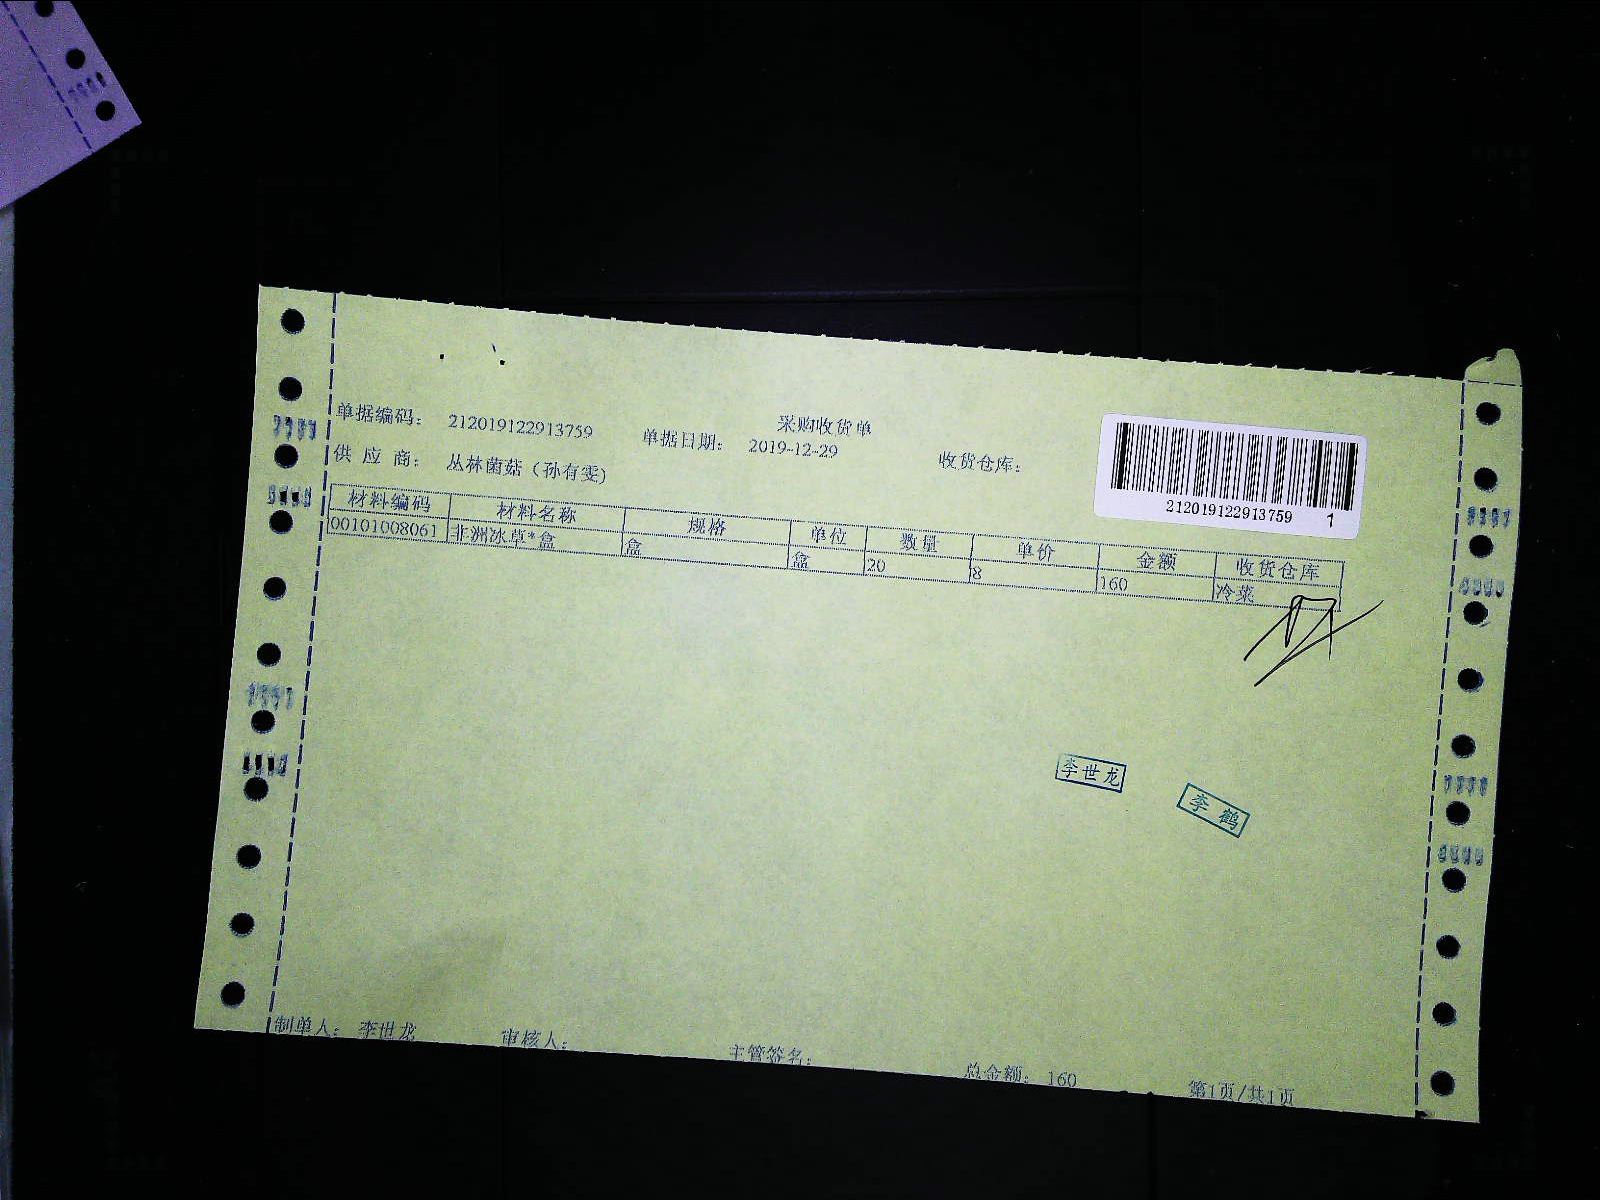 采购收货单
单据编码： 212019122913759 单据日期： 2019-12-29 收货仓库：
供 应 商： 丛林菌菇（孙有雯）
212019122913759 1
材料编码 材料名称 规格 单位 数量 单价 金额 收货仓库
00101008061 非洲冰草*盒 盒 盒 20 8 160 冷菜
李世龙
李鹤
制单人： 李世龙 审核人： 主管签名： 总金额： 160 第1页/共1页